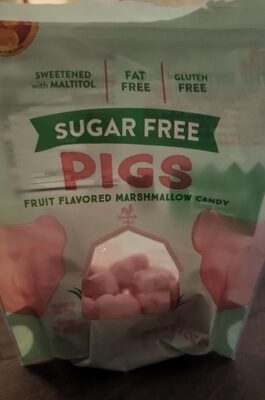 SWEETENED
with MALTITOL
FAT
FREE
GLUTEN
FREE
SUGAR FREE
PIGS
FRUIT FLAVORED MARSHMALLOW CANDY